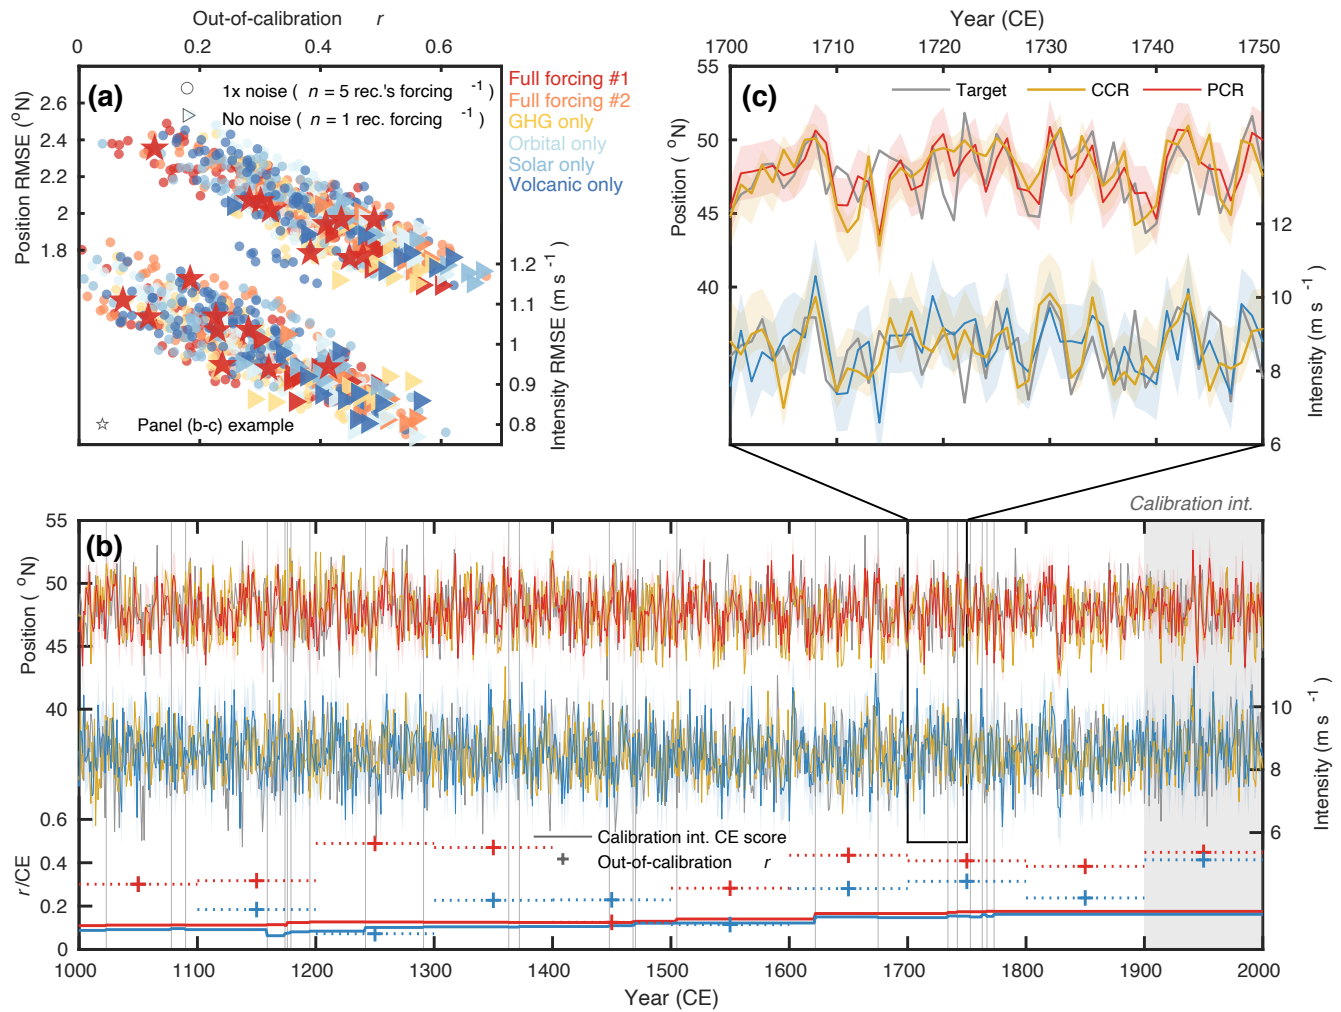 Out-of-calibration r
0 0.2 0.4 0.6
(a)
1x noise ( n = 5 rec.'s forcing -1 )
No noise ( n = 1 rec. forcing -1 )
Full forcing #1
Full forcing #2
GHG only
Orbital only
Solar only
Volcanic only
Position RMSE (°N)
2.6
2.4
2.2
2
1.8
Intensity RMSE (m s -1 )
1.2
1.1
1
0.9
0.8
Panel (b-c) example
Year (CE)
1700 1710 1720 1730 1740 1750
(c)
Target CCR PCR
Position ( °N)
55
50
45
40
Intensity (m s -1 )
12
10
8
6
Calibration int.
(b)
Position ( °N)
55
50
45
40
Intensity (m s -1 )
10
8
6
Calibration int. CE score
Out-of-calibration r
r/CE
0.6
0.4
0.2
0
1000 1100 1200 1300 1400 1500 1600 1700 1800 1900 2000
Year (CE)